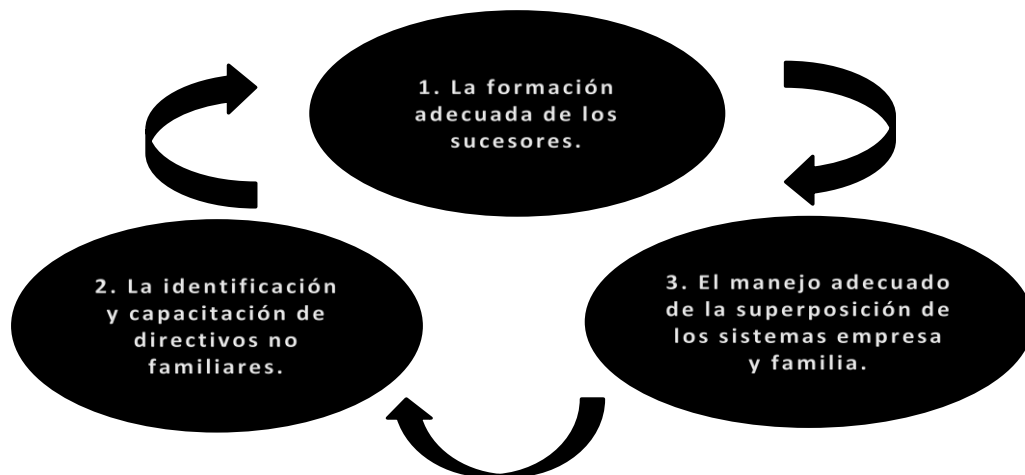 1. La formación
adecuada de los
sucesores.
2. La identificación
y capacitación de
directivos no
familiares.
3. El manejo adecuado
de la superposición de
los sistemas empresa
y familia.